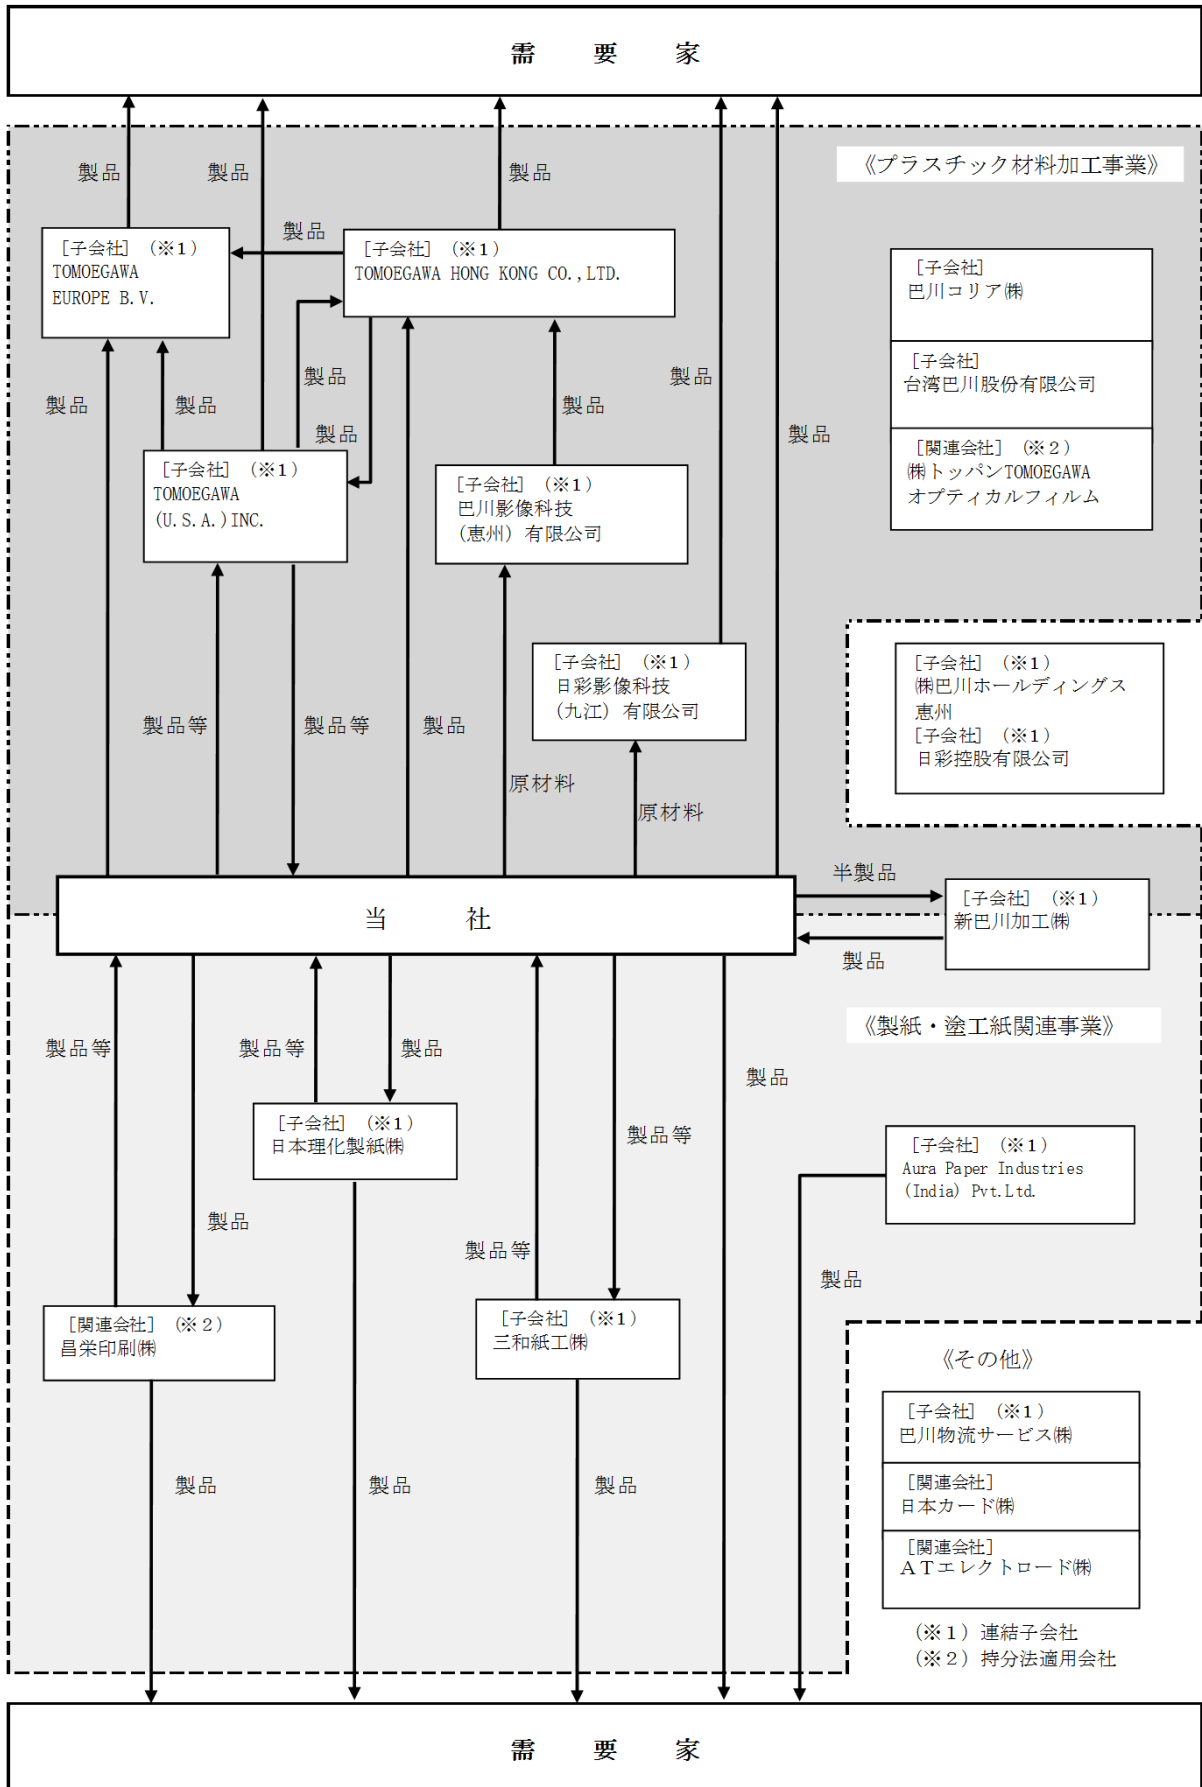 需要家
《プラスチック材料加工事業》
製品
製品
製品
製品
[子会社] (※1)
TOMOEGAWA
EUROPE B.V.
[子会社] (※1)
TOMOEGAWA HONG KONG CO.,LTD.
[子会社]
巴川コリア㈱
[子会社]
台湾巴川股份有限公司
[関連会社] (※2)
㈱トッパンTOMOEGAWA
オプティカルフィルム
製品
製品
製品
製品
製品
製品
製品
[子会社] (※1)
TOMOEGAWA
(U.S.A.)INC.
[子会社] (※1)
巴川影像科技
(恵州) 有限公司
[子会社] (※1)
日彩影像科技
(九江) 有限公司
[子会社] (※1)
㈱巴川ホールディングス
恵州
[子会社] (※1)
日彩控股有限公司
製品等
製品等
製品
原材料
原材料
当社
半製品
[子会社] (※1)
新巴川加工㈱
製品
《製紙・塗工紙関連事業》
製品等
製品等
製品
製品
[子会社] (※1)
日本理化製紙㈱
製品等
[子会社] (※1)
Aura Paper Industries
(India) Pvt.Ltd.
製品
製品等
製品
[関連会社] (※2)
昌栄印刷㈱
[子会社] (※1)
三和紙工㈱
《その他》
[子会社] (※1)
巴川物流サービス㈱
[関連会社]
日本カード㈱
[関連会社]
ATエレクトロード㈱
製品
製品
製品
(※1) 連結子会社
(※2) 持分法適用会社
需要家